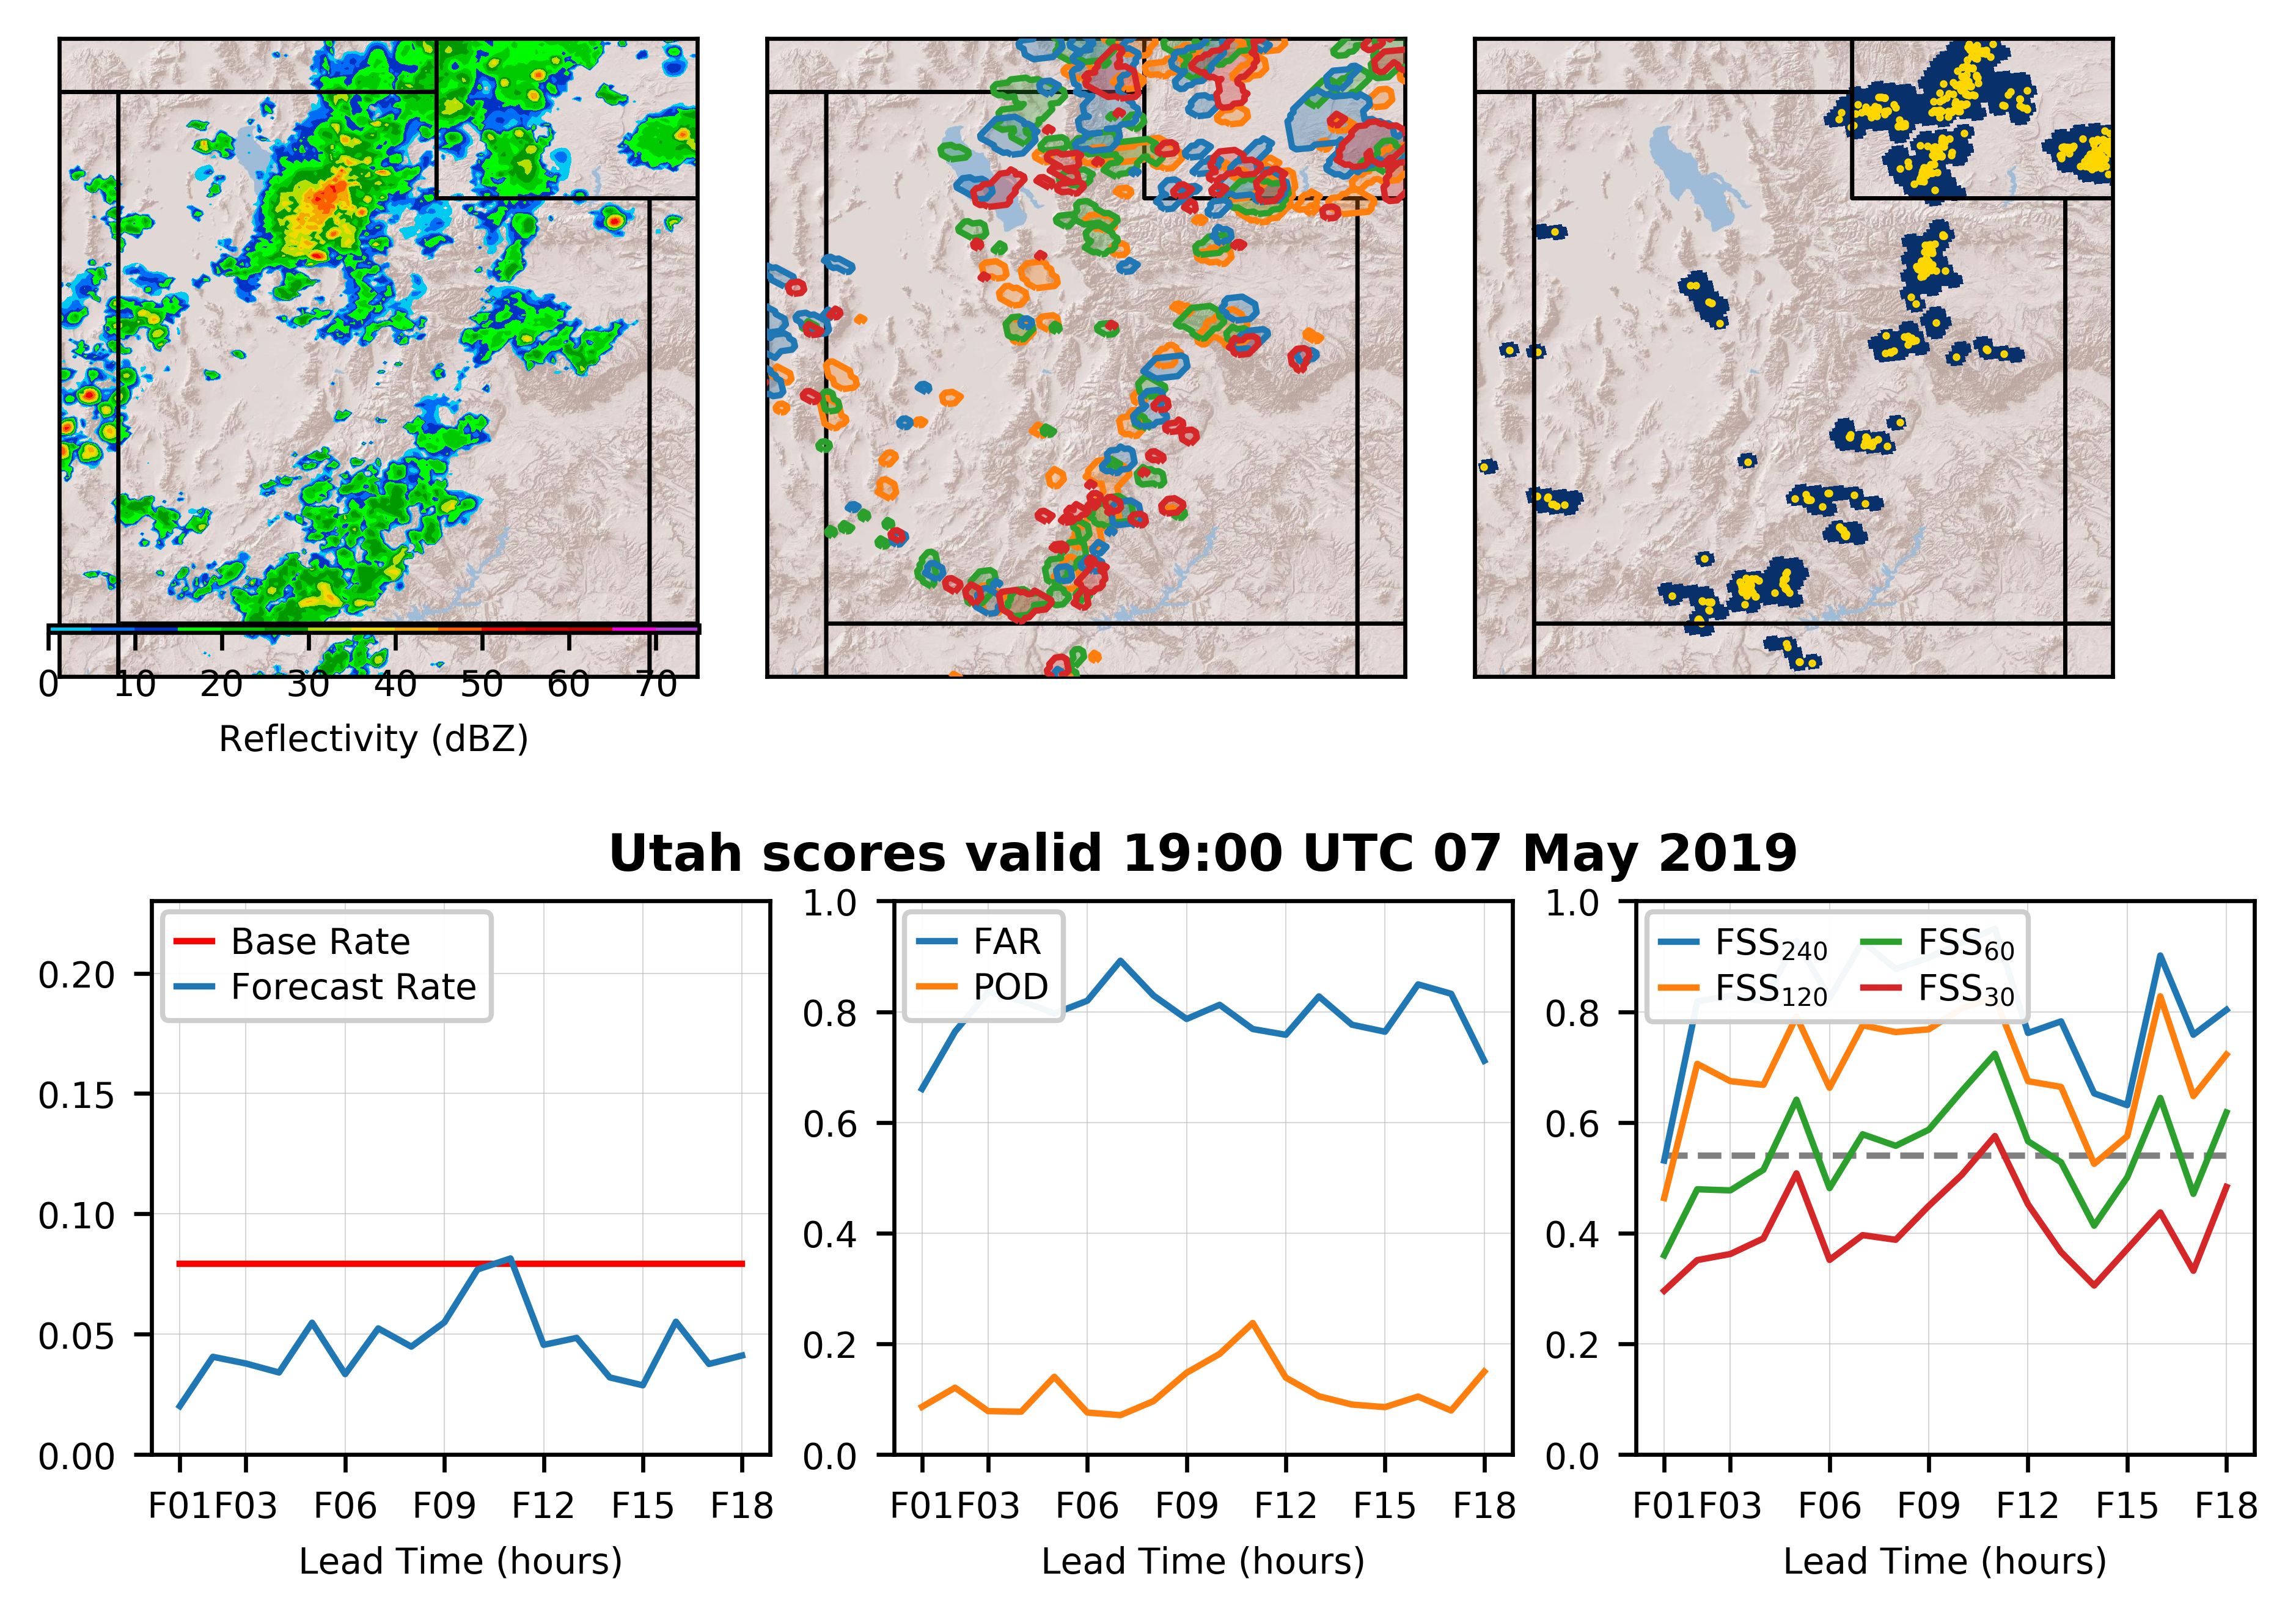 0 10 20 30 40 50 60 70
Reflectivity (dBZ)
Utah scores valid 19:00 UTC 07 May 2019
Base Rate
Forecast Rate
0.20
0.15
0.10
0.05
0.00
F01 F03 F06 F09 F12 F15 F18
Lead Time (hours)
FAR
POD
1.0
0.8
0.6
0.4
0.2
0.0
F01 F03 F06 F09 F12 F15 F18
Lead Time (hours)
FSS240 FSS60
FSS120 FSS30
1.0
0.8
0.6
0.4
0.2
0.0
F01 F03 F06 F09 F12 F15 F18
Lead Time (hours)